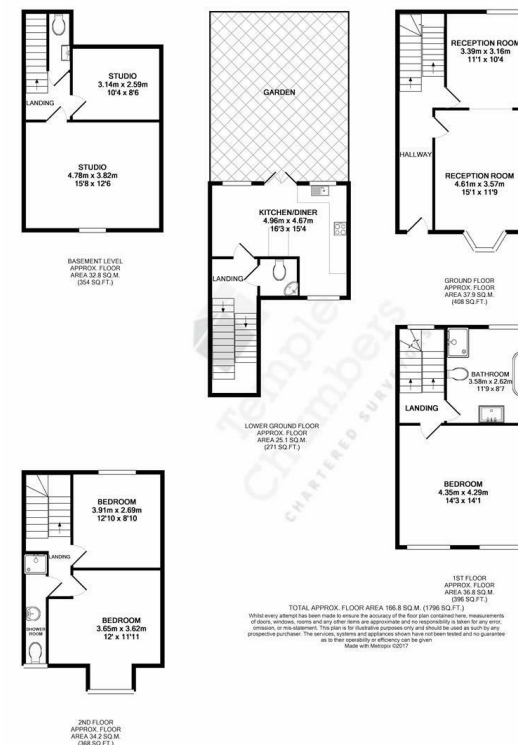 STUDIO
3.14m x 2.59m
10'4 x 8'6
LANDING
STUDIO
4.78m x 3.82m
15'8 x 12'6
BASEMENT LEVEL
APPROX. FLOOR
AREA 32.8 SQ.M.
(354 SQ.FT.)
GARDEN
KITCHEN/DINER
4.96m x 4.67m
16'3 x 15'4
LANDING
LOWER GROUND FLOOR
APPROX. FLOOR
AREA 25.1 SQ.M.
(271 SQ.FT.)
RECEPTION ROOM
3.39m x 3.16m
11'1 x 10'4
HALLWAY
RECEPTION ROOM
4.61m x 3.57m
15'1 x 11'9
GROUND FLOOR
APPROX. FLOOR
AREA 37.9 SQ.M.
(408 SQ.FT.)
BATHROOM
3.58m x 2.62m
11'9 x 8'7
LANDING
BEDROOM
4.35m x 4.29m
14'3 x 14'1
1ST FLOOR
APPROX. FLOOR
AREA 36.8 SQ.M.
(396 SQ.FT.)
BEDROOM
3.91m x 2.69m
12'10 x 8'10
LANDING
SHOWER
ROOM
BEDROOM
3.65m x 3.62m
12' x 11'11
2ND FLOOR
APPROX. FLOOR
AREA 34.2 SQ.M.
(368 SQ.FT.)
Temple
Chambers
CHARTERED SURVEYORS
TOTAL APPROX. FLOOR AREA 166.8 SQ.M. (1796 SQ.FT.)
Whilst every attempt has been made to ensure the accuracy of the floor plan contained here, measurements
of doors, windows, rooms and any other items are approximate and no responsibility is taken for any error,
omission, or mis-statement. This plan is for illustrative purposes only and should be used as such by any
prospective purchaser. The services, systems and appliances shown have not been tested and no guarantee
as to their operability or efficiency can be given
Made with Metropix ©2017